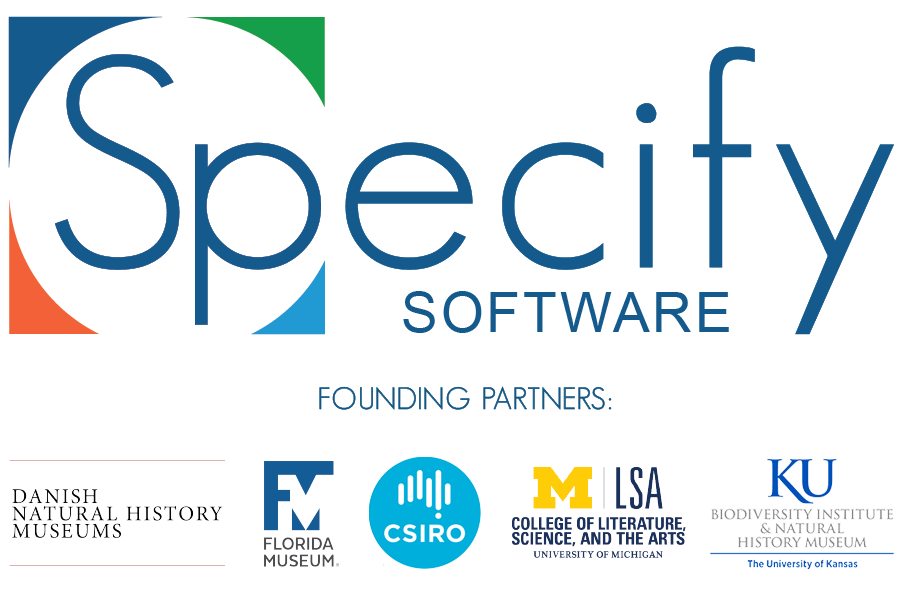 Specify
SOFTWARE
FOUNDING PARTNERS:
DANISH
NATURAL HISTORY
MUSEUMS
FM
FLORIDA
MUSEUM®
CSIRO
M LSA
COLLEGE OF LITERATURE,
SCIENCE, AND THE ARTS
UNIVERSITY OF MICHIGAN
KU
BIODIVERSITY INSTITUTE
& NATURAL
HISTORY MUSEUM
The University of Kansas